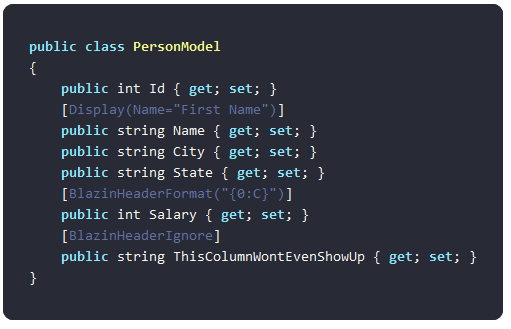 public class PersonModel
{
    public int Id { get; set; }
    [Display(Name="First Name")]
    public string Name { get; set; }
    public string City { get; set; }
    public string State { get; set; }
    [BlazinHeaderFormat("{0:C}")]
    public int Salary { get; set; }
    [BlazinHeaderIgnore]
    public string ThisColumnWontEvenShowUp { get; set; }
}